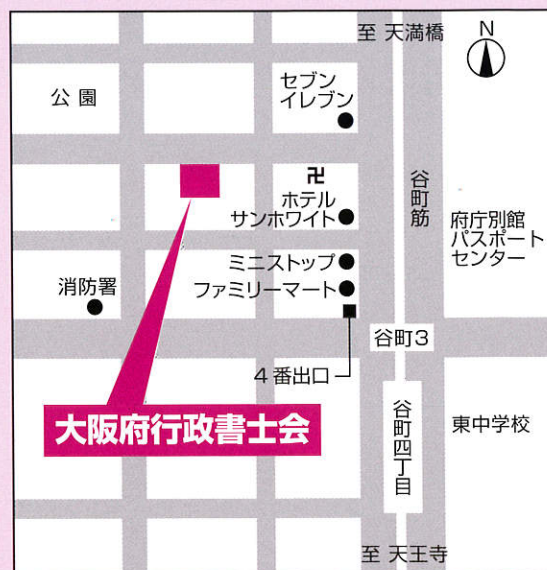 至 天満橋
N
公園
セブン
イレブン
卍
ホテル
サンホワイト
谷町筋
府庁別館
パスポート
センター
ミニストップ
ファミリーマート
消防署
谷町3
4番出口
大阪府行政書士会
谷町四丁目
東中学校
至 天王寺